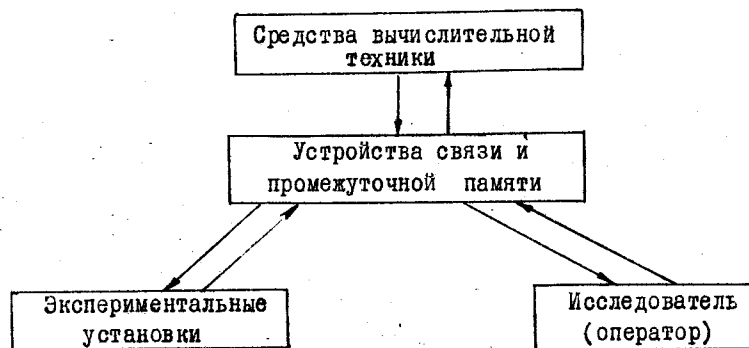 Средства вычислительной
техники
Устройства связи и
промежуточной памяти
Экспериментальные
установки
Исследователь
(оператор)